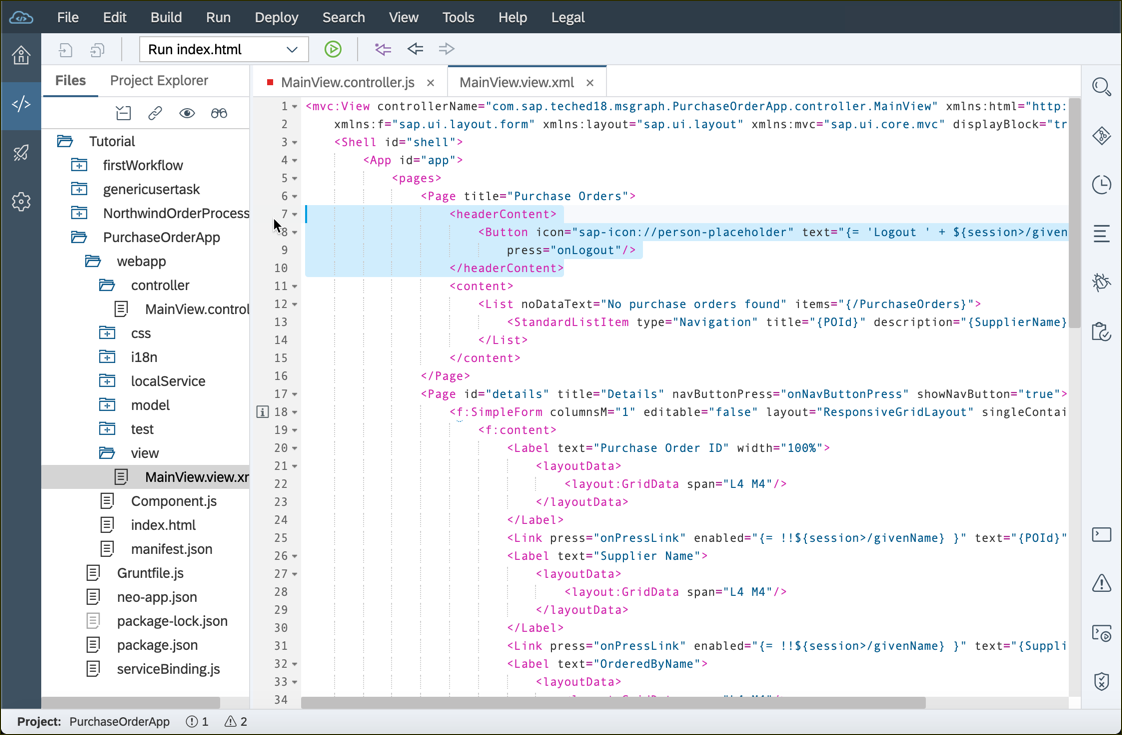 File Edit Build Run Deploy Search View Tools Help Legal
Run index.html
Files Project Explorer
MainView.controller.js × MainView.view.xml ×
Tutorial
firstWorkflow
genericusertask
NorthwindOrderProcess
PurchaseOrderApp
webapp
controller
MainView.control
css
i18n
localService
model
test
view
MainView.view.xr
Component.js
index.html
manifest.json
Gruntfile.js
neo-app.json
package-lock.json
package.json
serviceBinding.js
1 <mvc:View controllerName="com.sap.teched18.msgraph.PurchaseOrderApp.controller.MainView" xmlns:html="http:
2 xmlns:f="sap.ui.layout.form" xmlns:layout="sap.ui.layout" xmlns:mvc="sap.ui.core.mvc" displayBlock="tr
3 <Shell id="shell">
4 <App id="app">
5 <pages>
6 <Page title="Purchase Orders">
7 <headerContent>
8 <Button icon="sap-icon://person-placeholder" text="{= 'Logout ' + ${session>/given
9 press="onLogout"/>
10 </headerContent>
11 <content>
12 <List noDataText="No purchase orders found" items="{/PurchaseOrders}">
13 <StandardListItem type="Navigation" title="{POId}" description="{SupplierName}
14 </List>
15 </content>
16 </Page>
17 <Page id="details" title="Details" navButtonPress="onNavButtonPress" showNavButton="true">
18 <f:SimpleForm columnsM="1" editable="false" layout="ResponsiveGridLayout" singleContai
19 <f:content>
20 <Label text="Purchase Order ID" width="100%">
21 <layoutData>
22 <layout:GridData span="L4 M4"/>
23 </layoutData>
24 </Label>
25 <Link press="onPressLink" enabled="{= !!${session>/givenName} }" text="{POId}"
26 <Label text="Supplier Name">
27 <layoutData>
28 <layout:GridData span="L4 M4"/>
29 </layoutData>
30 </Label>
31 <Link press="onPressLink" enabled="{= !!${session>/givenName} }" text="{Suppli
32 <Label text="OrderedByName">
33 <layoutData>
34
Project: PurchaseOrderApp 1 2